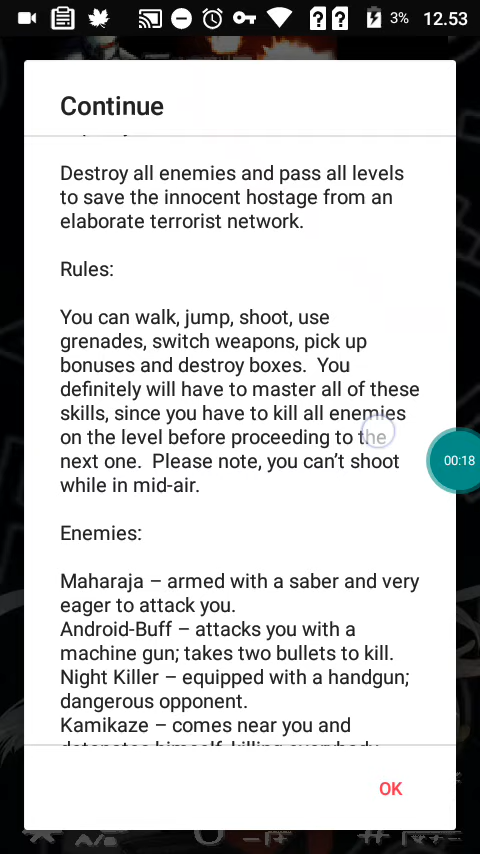 3% 12.53
Continue
Destroy all enemies and pass all levels
to save the innocent hostage from an
elaborate terrorist network.
Rules:
You can walk, jump, shoot, use
grenades, switch weapons, pick up
bonuses and destroy boxes.  You
definitely will have to master all of these
skills, since you have to kill all enemies
on the level before proceeding to the
next one.  Please note, you can’t shoot
while in mid-air.
00:18
Enemies:
Maharaja – armed with a saber and very
eager to attack you.
Android-Buff – attacks you with a
machine gun; takes two bullets to kill.
Night Killer – equipped with a handgun;
dangerous opponent.
Kamikaze – comes near you and
detonates himself, killing everybody
OK